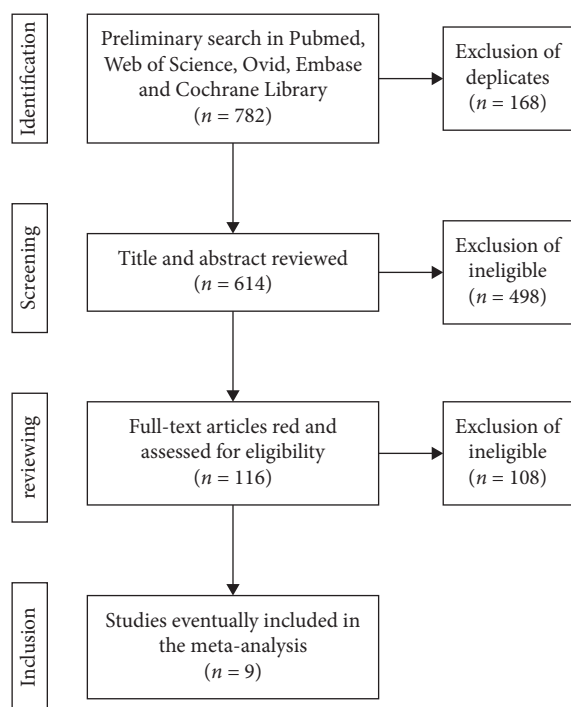 Identification
Preliminary search in Pubmed,
Web of Science, Ovid, Embase
and Cochrane Library
(n = 782)
Exclusion of
deplicates
(n = 168)
Screening
Title and abstract reviewed
(n = 614)
Exclusion of
ineligible
(n = 498)
reviewing
Full-text articles red and
assessed for eligibility
(n = 116)
Exclusion of
ineligible
(n = 108)
Inclusion
Studies eventually included in
the meta-analysis
(n = 9)